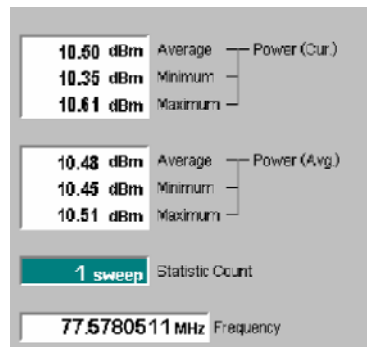 10.50 dBm Average Power (Cur.)
10.35 dBm Minimum
10.61 dBm Maximum
10.48 dBm Average Power (Avg.)
10.45 dBm Minimum
10.51 dBm Maximum
1 sweep Statistic Count
77.5780511 MHz Frequency